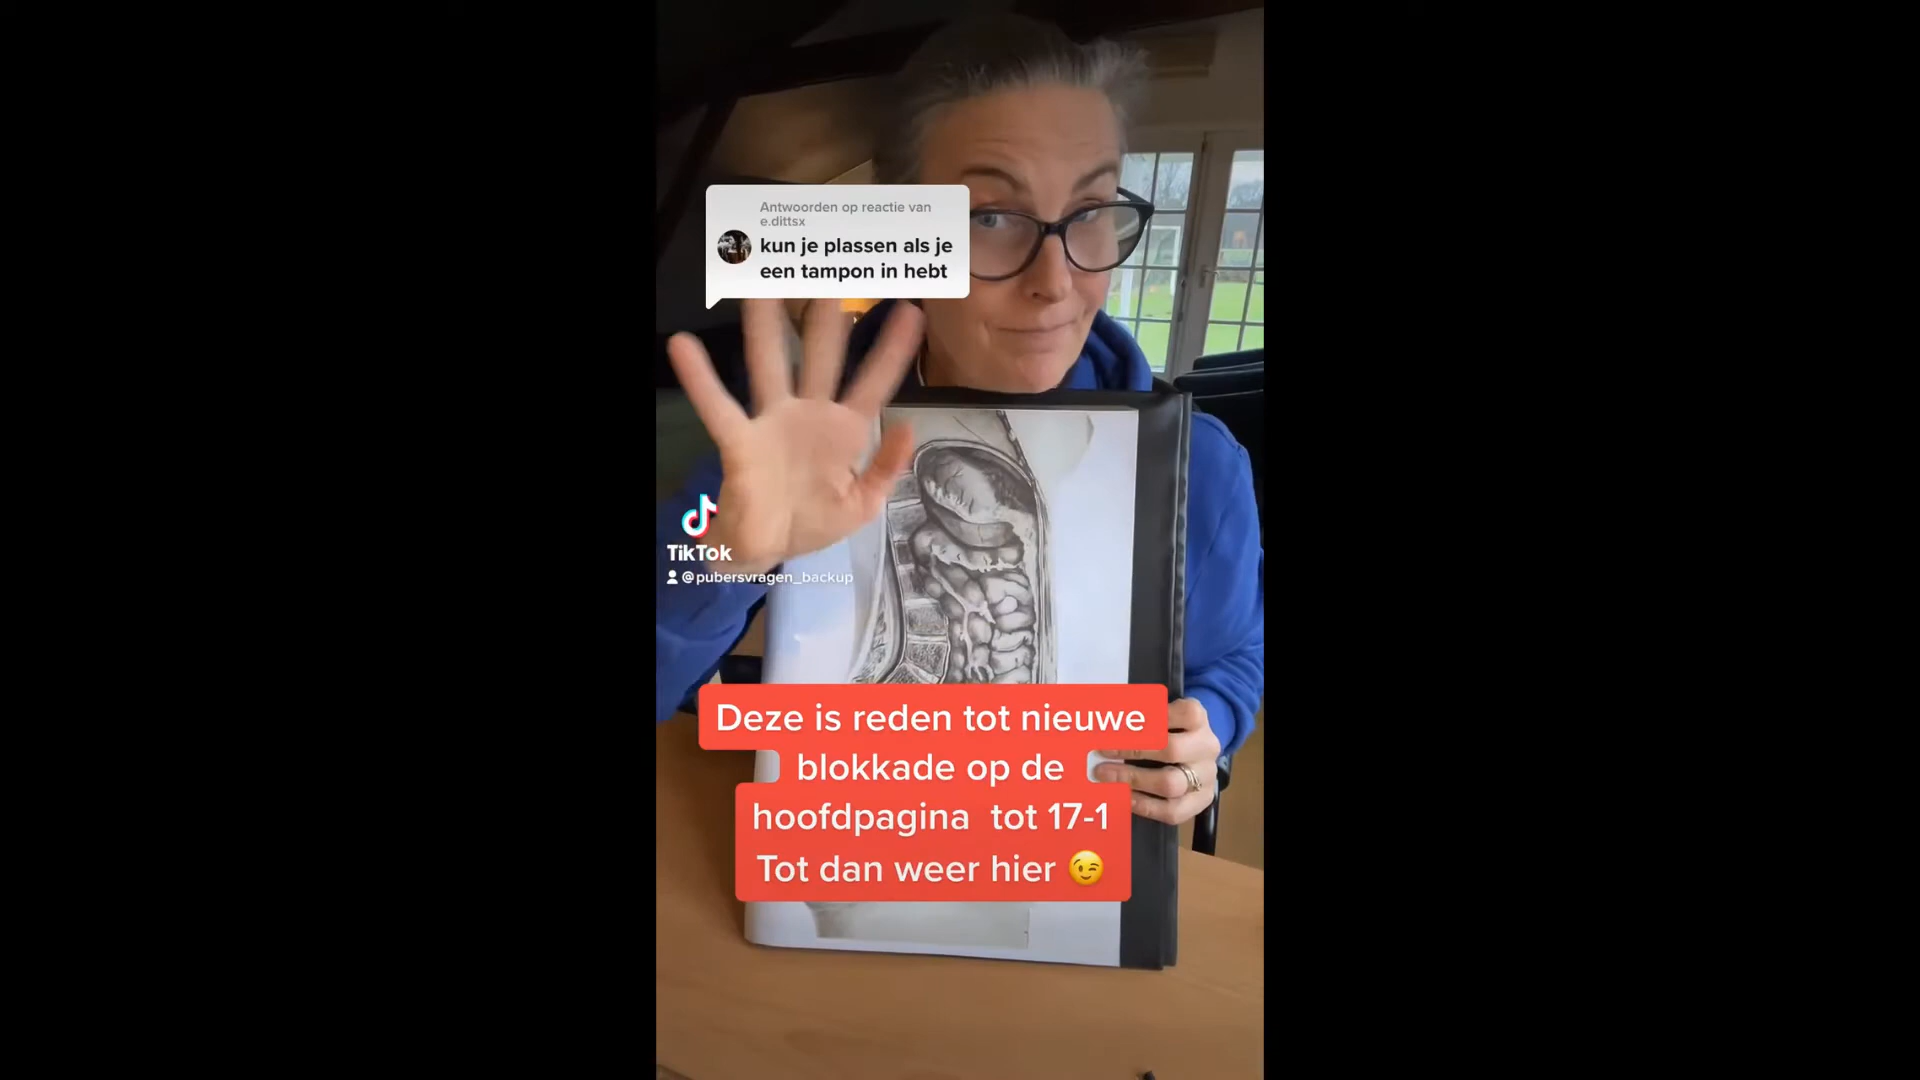 Antwoorden op reactie van
e.dittsx
kun je plassen als je
een tampon in hebt
TikTok
@pubersvragen_backup
Deze is reden tot nieuwe
blokkade op de
hoofdpagina tot 17-1
Tot dan weer hier 😉